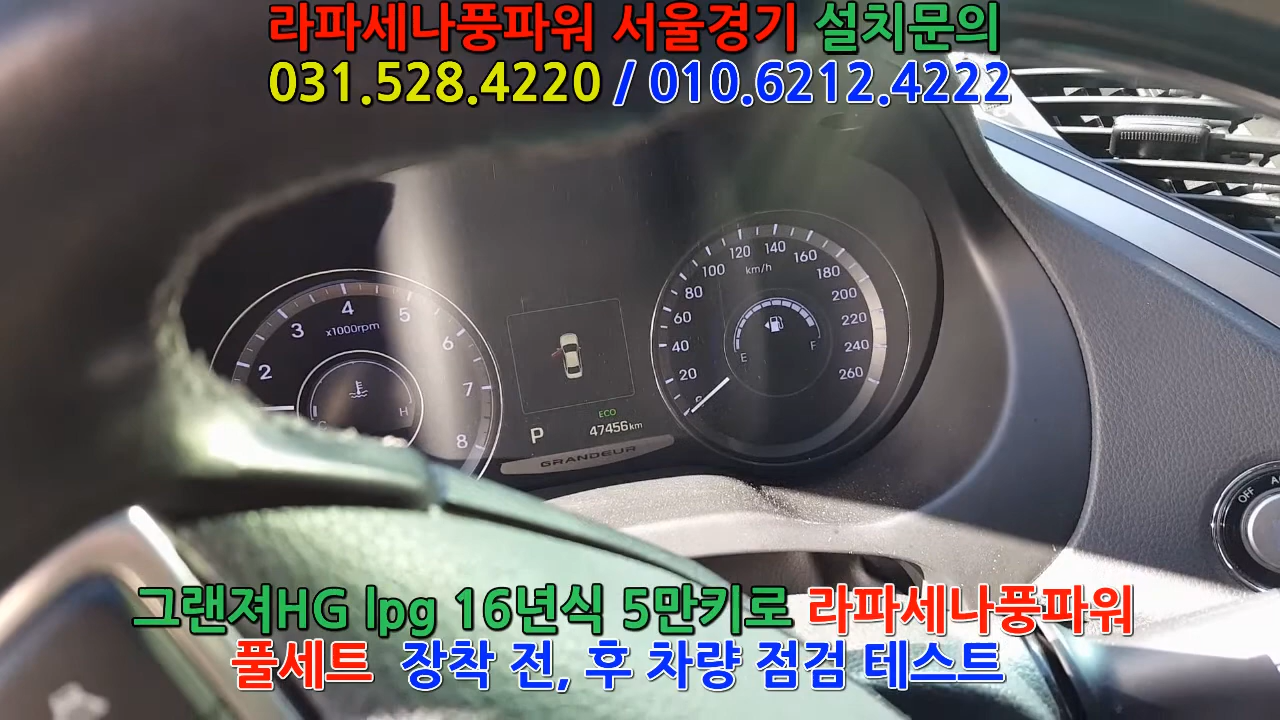 라파세나풍파워 서울경기 설치문의
031.528.4220 / 010.6212.4222
2 3 4 5 6 7 8
x1000rpm
H
C
ECO
P 47456km
GRANDEUR
20 40 60 80 100 120 140 160 180 200 220 240 260
km/h
E F
OFF
그랜져HG lpg 16년식 5만키로 라파세나풍파워
풀세트 장착 전, 후 차량 점검 테스트